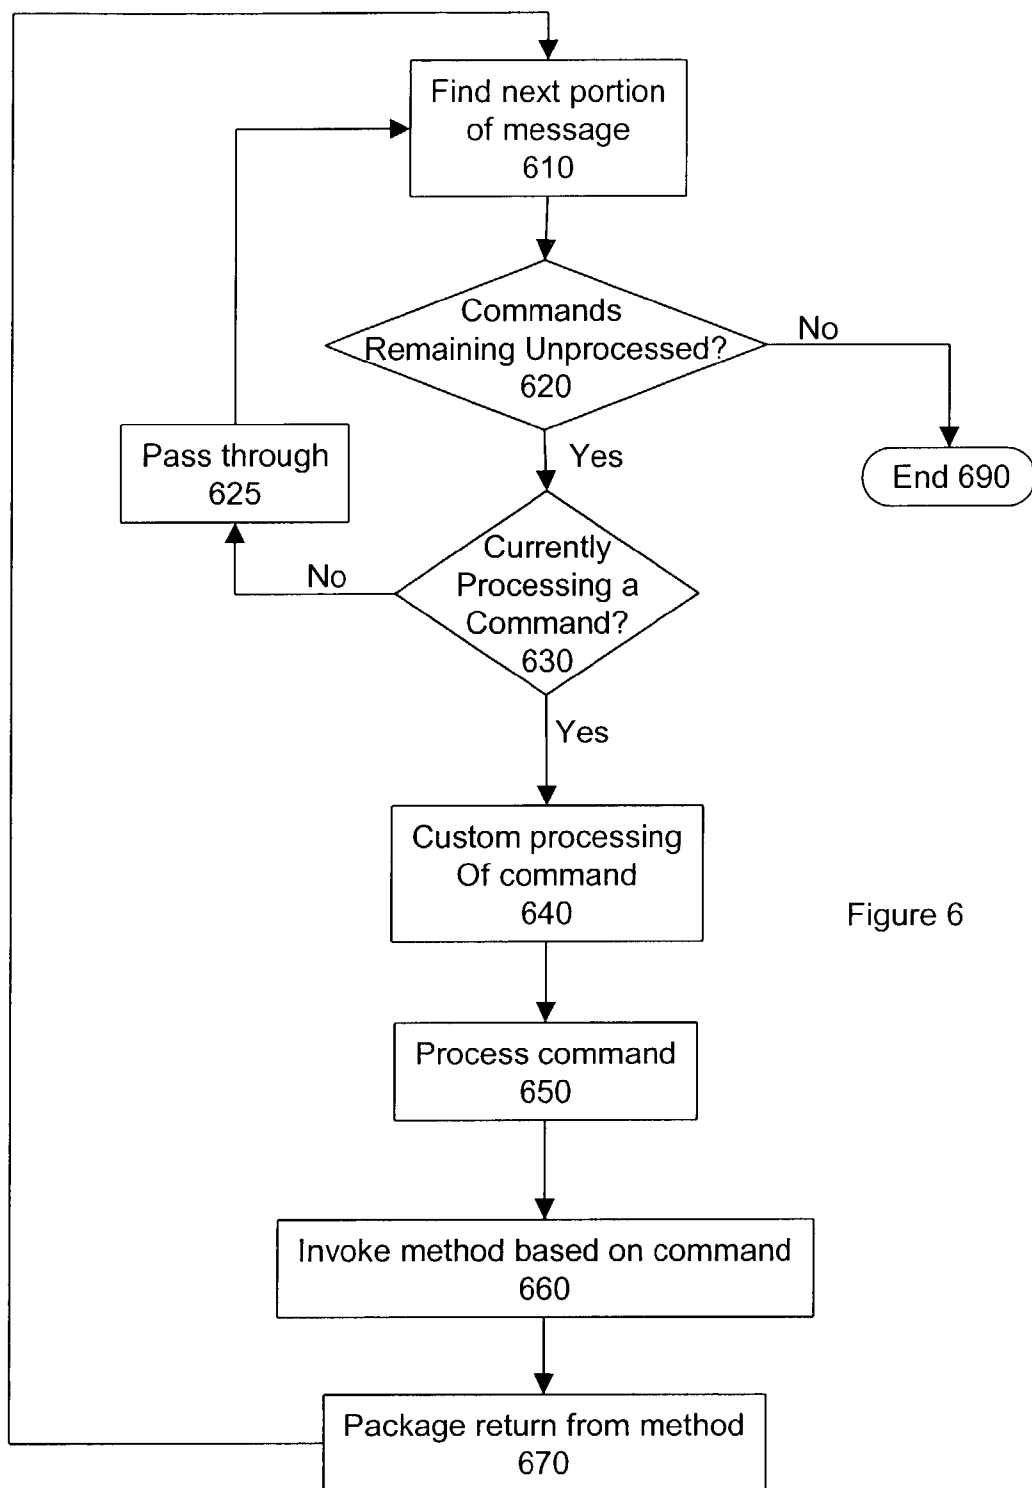 Find next portion
of message
610
Commands
Remaining Unprocessed?
620
No
Pass through
625
Yes
End 690
Currently
Processing a
Command?
630
No
Yes
Custom processing
Of command
640
Figure 6
Process command
650
Invoke method based on command
660
Package return from method
670